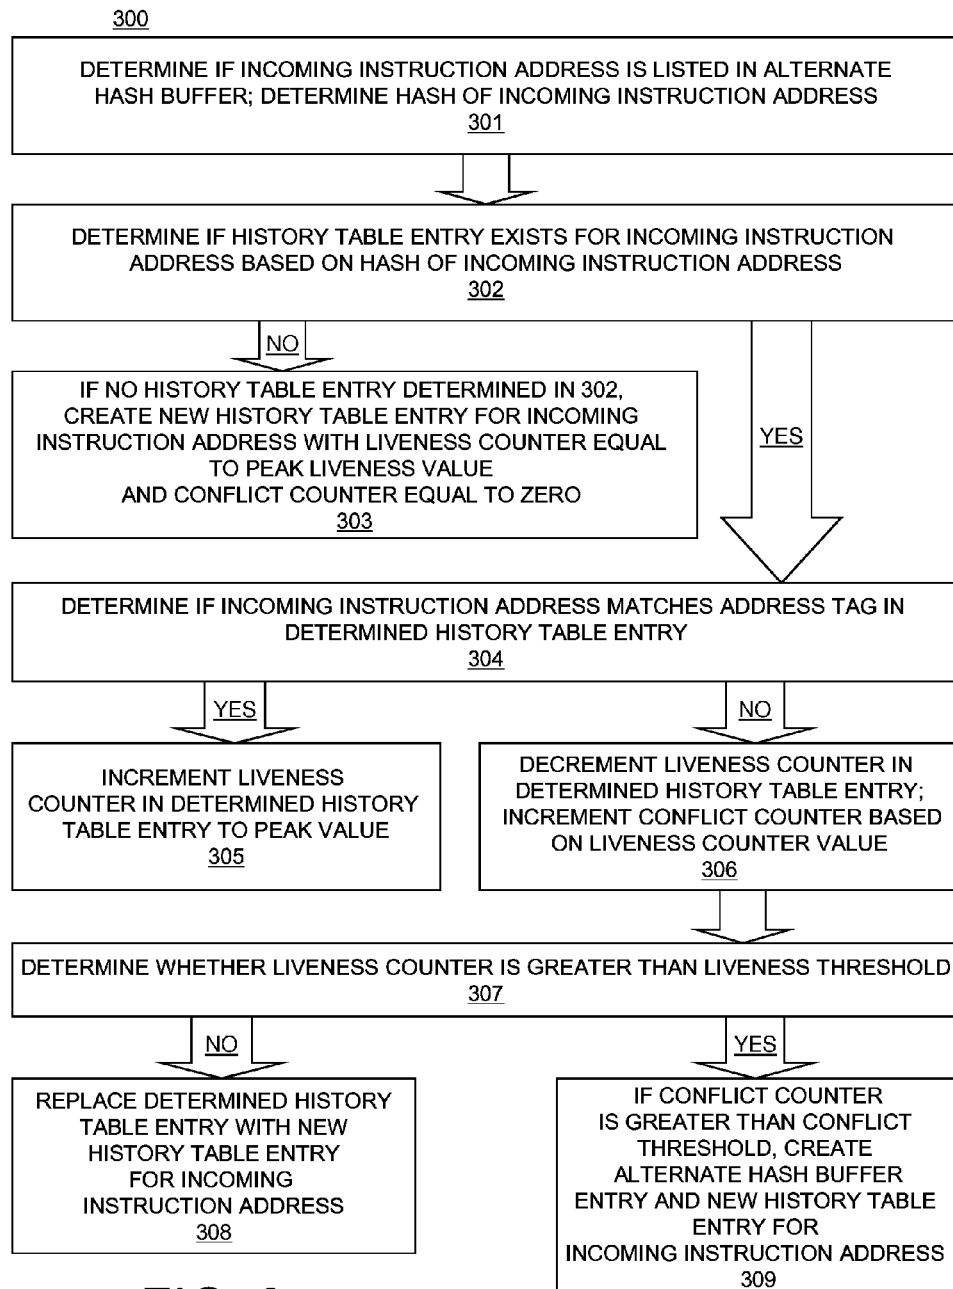 300
DETERMINE IF INCOMING INSTRUCTION ADDRESS IS LISTED IN ALTERNATE
HASH BUFFER; DETERMINE HASH OF INCOMING INSTRUCTION ADDRESS
301
DETERMINE IF HISTORY TABLE ENTRY EXISTS FOR INCOMING INSTRUCTION
ADDRESS BASED ON HASH OF INCOMING INSTRUCTION ADDRESS
302
NO
IF NO HISTORY TABLE ENTRY DETERMINED IN 302,
CREATE NEW HISTORY TABLE ENTRY FOR INCOMING
INSTRUCTION ADDRESS WITH LIVENESS COUNTER EQUAL
TO PEAK LIVENESS VALUE
AND CONFLICT COUNTER EQUAL TO ZERO
303
YES
DETERMINE IF INCOMING INSTRUCTION ADDRESS MATCHES ADDRESS TAG IN
DETERMINED HISTORY TABLE ENTRY
304
YES
INCREMENT LIVENESS
COUNTER IN DETERMINED HISTORY
TABLE ENTRY TO PEAK VALUE
305
NO
DECREMENT LIVENESS COUNTER IN
DETERMINED HISTORY TABLE ENTRY;
INCREMENT CONFLICT COUNTER BASED
ON LIVENESS COUNTER VALUE
306
DETERMINE WHETHER LIVENESS COUNTER IS GREATER THAN LIVENESS THRESHOLD
307
NO
REPLACE DETERMINED HISTORY
TABLE ENTRY WITH NEW
HISTORY TABLE ENTRY
FOR INCOMING
INSTRUCTION ADDRESS
308
YES
IF CONFLICT COUNTER
IS GREATER THAN CONFLICT
THRESHOLD, CREATE
ALTERNATE HASH BUFFER
ENTRY AND NEW HISTORY TABLE
ENTRY FOR
INCOMING INSTRUCTION ADDRESS
309